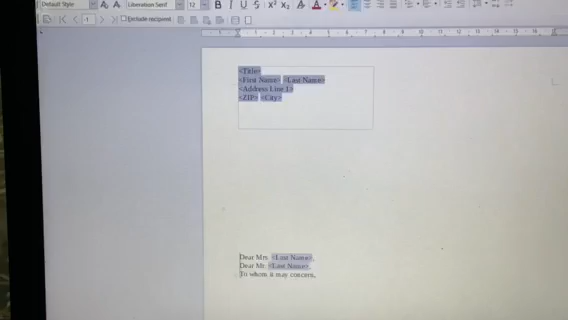 Default Style Liberation Serif 12
-1 Exclude recipient
<Title>
<First Name> <Last Name>
<Address Line 1>
<ZIP> <City>
Dear Mrs. <Last Name>,
Dear Mr. <Last Name>,
To whom it may concern,